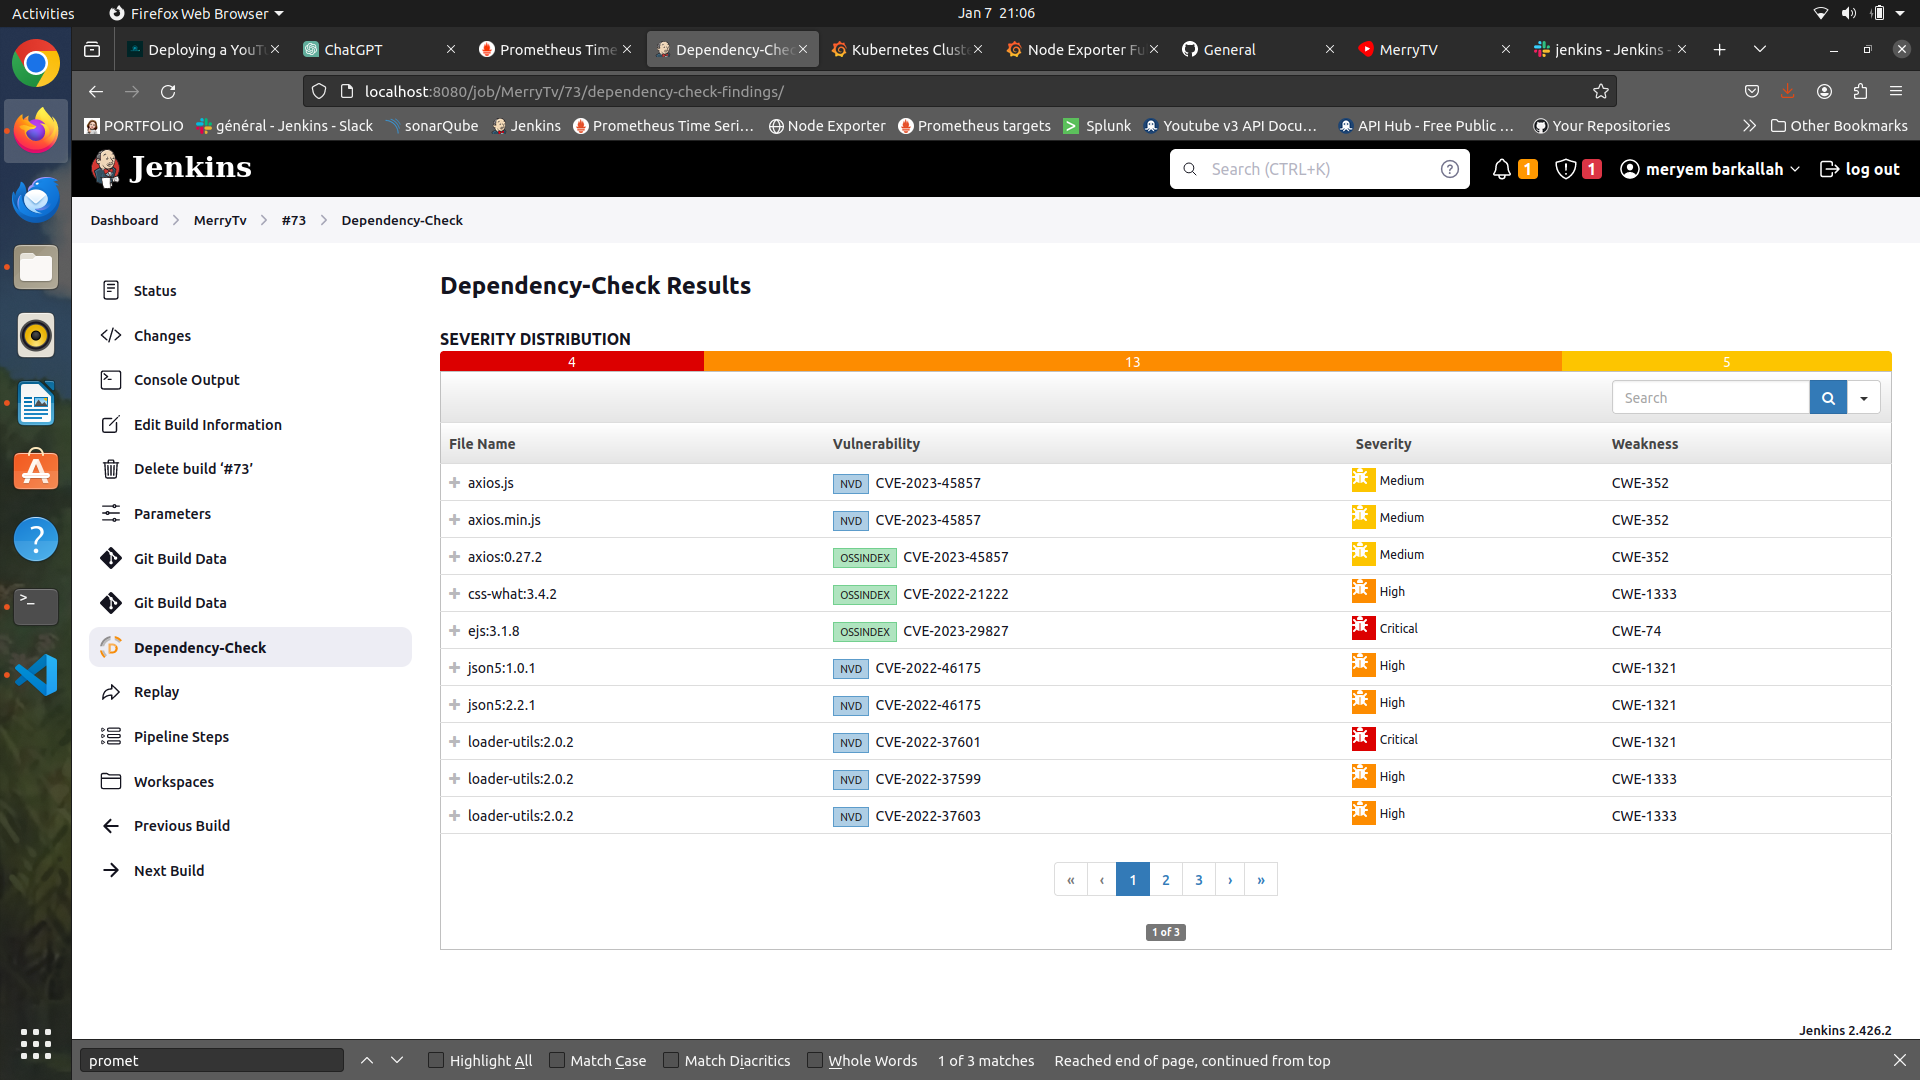 Activities Firefox Web Browser Jan 7 21:06
Deploying a YouT ChatGPT Prometheus Time Dependency-Chec Kubernetes Cluste Node Exporter Fu General MerryTV jenkins - Jenkins -
localhost:8080/job/MerryTv/73/dependency-check-findings/
PORTFOLIO général - Jenkins - Slack sonarQube Jenkins Prometheus Time Seri… Node Exporter Prometheus targets Splunk Youtube v3 API Docu… API Hub - Free Public … Your Repositories Other Bookmarks
Jenkins Search (CTRL+K) 1 1 meryem barkallah log out
Dashboard MerryTv #73 Dependency-Check
Status
Changes
Console Output
Edit Build Information
Delete build ‘#73’
Parameters
Git Build Data
Git Build Data
Dependency-Check
Replay
Pipeline Steps
Workspaces
Previous Build
Next Build
Dependency-Check Results
SEVERITY DISTRIBUTION
4 13 5
Search
File Name Vulnerability Severity Weakness
axios.js NVD CVE-2023-45857 Medium CWE-352
axios.min.js NVD CVE-2023-45857 Medium CWE-352
axios:0.27.2 OSSINDEX CVE-2023-45857 Medium CWE-352
css-what:3.4.2 OSSINDEX CVE-2022-21222 High CWE-1333
ejs:3.1.8 OSSINDEX CVE-2023-29827 Critical CWE-74
json5:1.0.1 NVD CVE-2022-46175 High CWE-1321
json5:2.2.1 NVD CVE-2022-46175 High CWE-1321
loader-utils:2.0.2 NVD CVE-2022-37601 Critical CWE-1321
loader-utils:2.0.2 NVD CVE-2022-37599 High CWE-1333
loader-utils:2.0.2 NVD CVE-2022-37603 High CWE-1333
« ‹ 1 2 3 › »
1 of 3
Jenkins 2.426.2
promet Highlight All Match Case Match Diacritics Whole Words 1 of 3 matches Reached end of page, continued from top